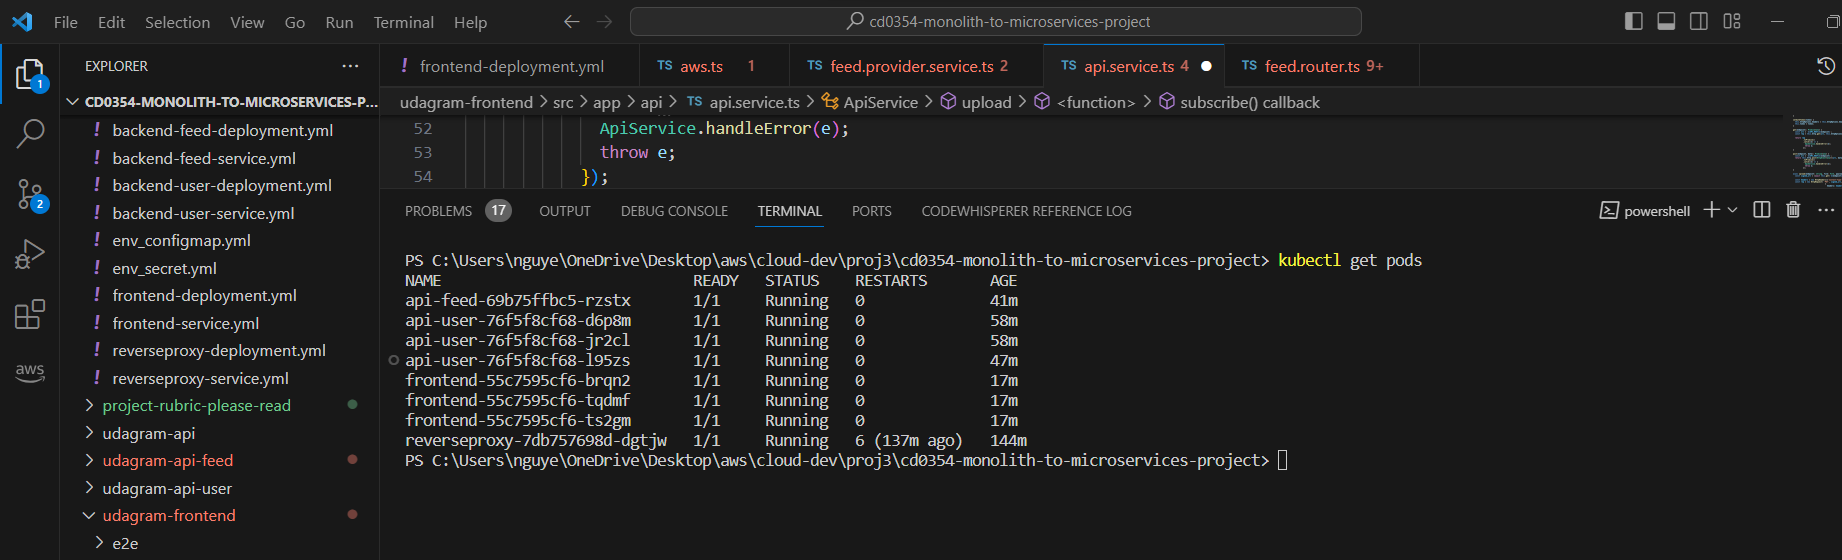 File Edit Selection View Go Run Terminal Help
cd0354-monolith-to-microservices-project
EXPLORER
1
CD0354-MONOLITH-TO-MICROSERVICES-P...
backend-feed-deployment.yml
backend-feed-service.yml
backend-user-deployment.yml
backend-user-service.yml
2
env_configmap.yml
env_secret.yml
frontend-deployment.yml
frontend-service.yml
reverseproxy-deployment.yml
reverseproxy-service.yml
aws
project-rubric-please-read
udagram-api
udagram-api-feed
udagram-api-user
udagram-frontend
e2e
! frontend-deployment.yml TS aws.ts 1 TS feed.provider.service.ts 2 TS api.service.ts 4 TS feed.router.ts 9+
udagram-frontend > src > app > api > TS api.service.ts > ApiService > upload > <function> > subscribe() callback
52 ApiService.handleError(e);
53 throw e;
54 });
PROBLEMS 17 OUTPUT DEBUG CONSOLE TERMINAL PORTS CODEWHISPERER REFERENCE LOG
powershell
PS C:\Users\nguye\OneDrive\Desktop\aws\cloud-dev\proj3\cd0354-monolith-to-microservices-project> kubectl get pods
NAME READY STATUS RESTARTS AGE
api-feed-69b75ffbc5-rzstx 1/1 Running 0 41m
api-user-76f5f8cf68-d6p8m 1/1 Running 0 58m
api-user-76f5f8cf68-jr2cl 1/1 Running 0 58m
api-user-76f5f8cf68-l95zs 1/1 Running 0 47m
frontend-55c7595cf6-brqn2 1/1 Running 0 17m
frontend-55c7595cf6-tqdmf 1/1 Running 0 17m
frontend-55c7595cf6-ts2gm 1/1 Running 0 17m
reverseproxy-7db757698d-dgtjw 1/1 Running 6 (137m ago) 144m
PS C:\Users\nguye\OneDrive\Desktop\aws\cloud-dev\proj3\cd0354-monolith-to-microservices-project>